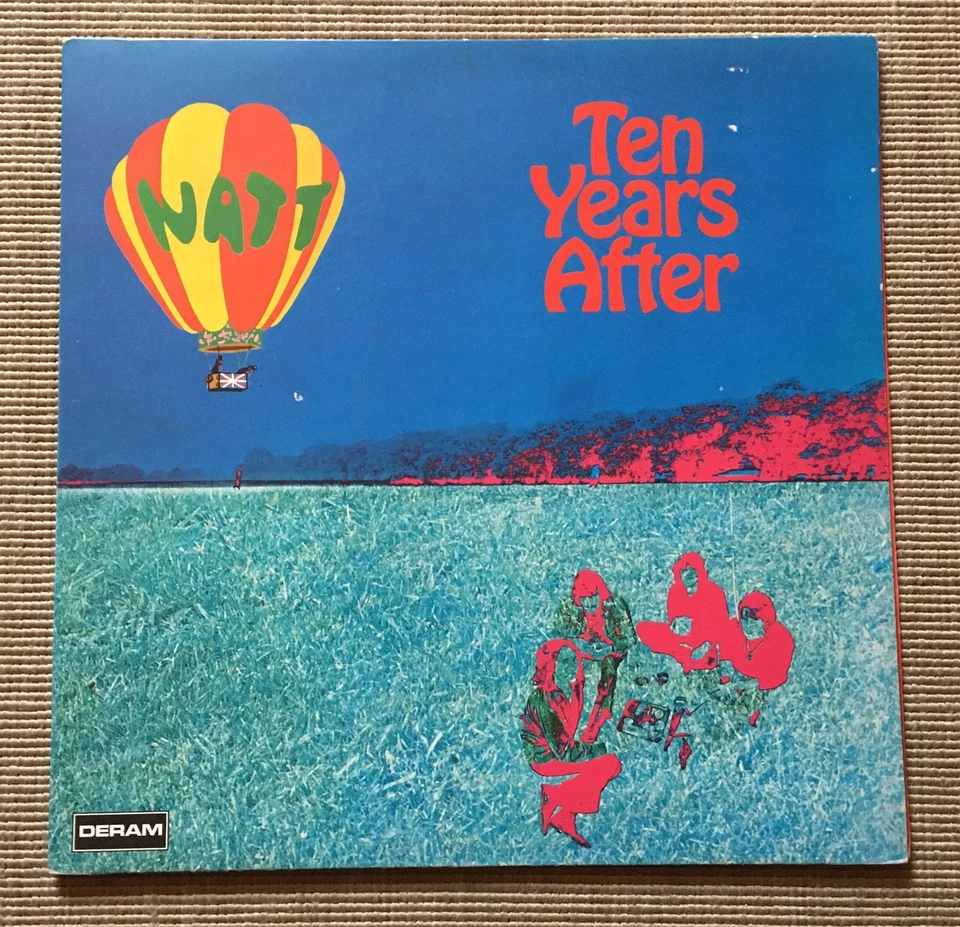 WATT
Ten
Years
After
DERAM